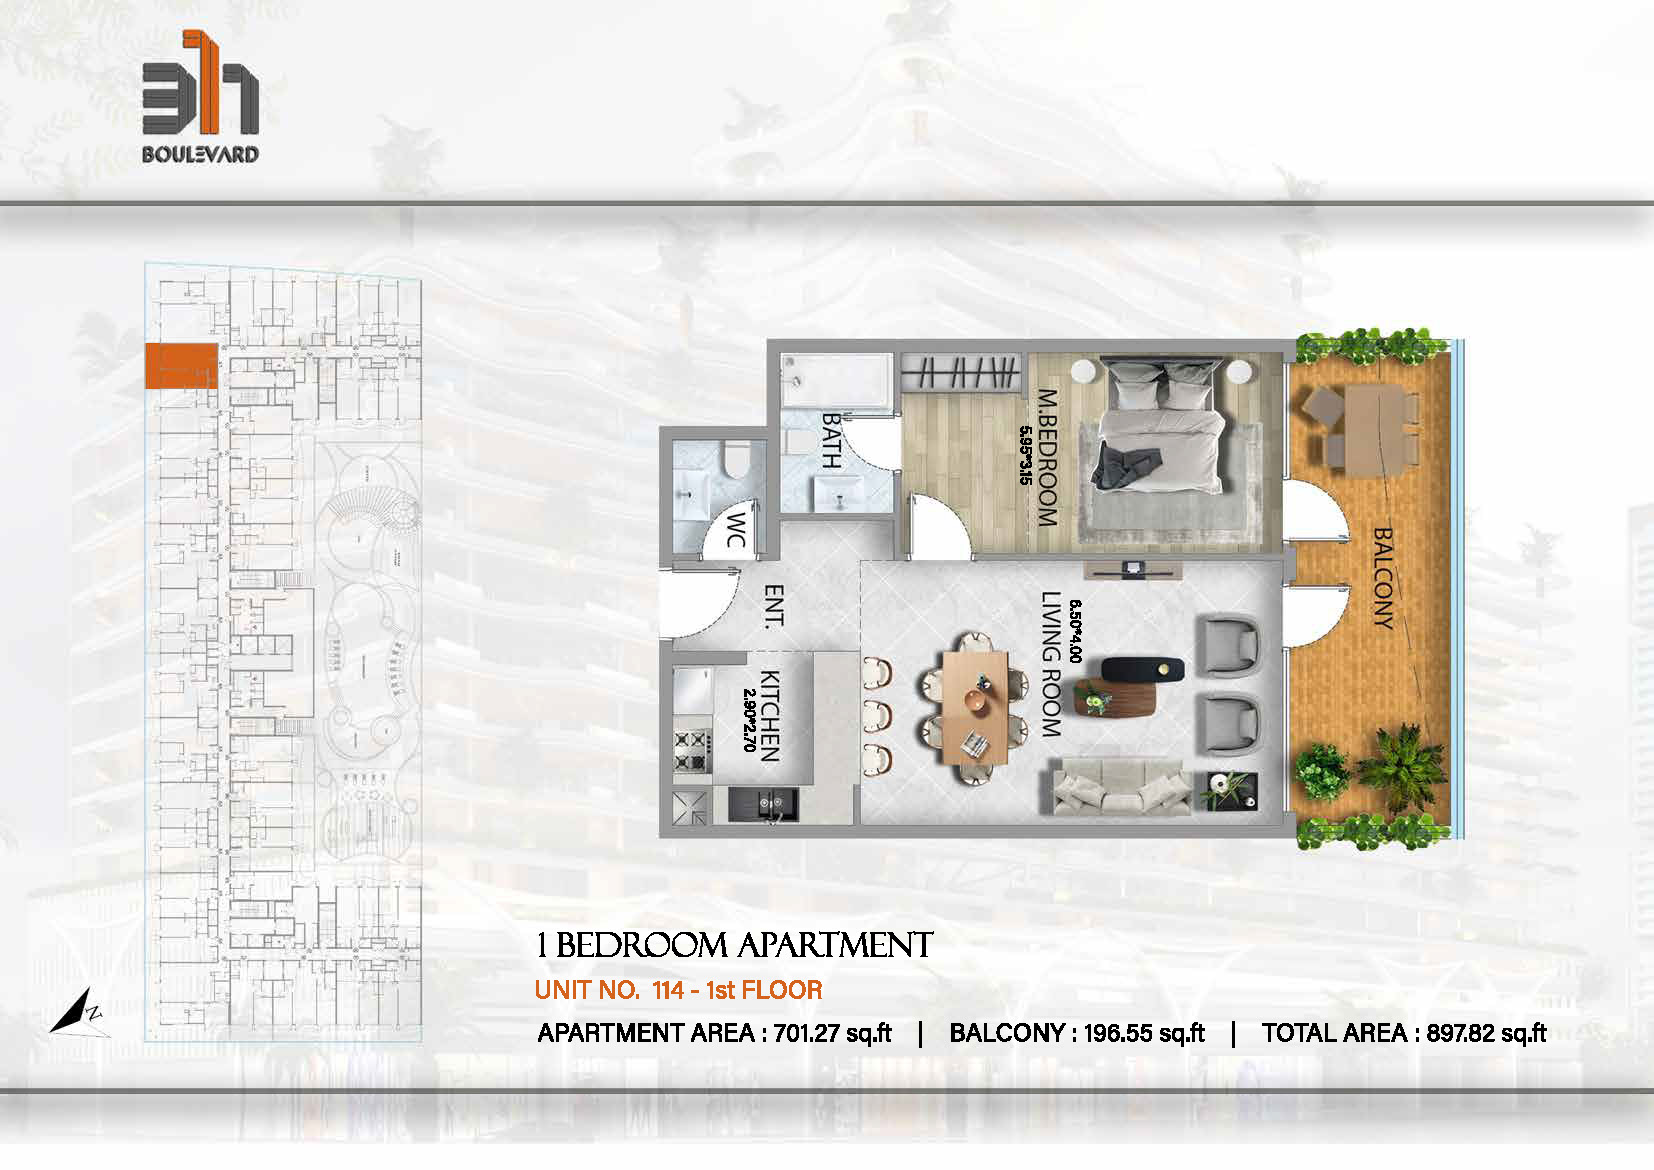 311
BOULEVARD
BATH
M.BEDROOM
5.95*3.15
WC
ENT.
BALCONY
LIVING ROOM
6.50*4.00
KITCHEN
2.90*2.70
N
1 BEDROOM APARTMENT
UNIT NO. 114 - 1st FLOOR
APARTMENT AREA : 701.27 sq.ft | BALCONY : 196.55 sq.ft | TOTAL AREA : 897.82 sq.ft